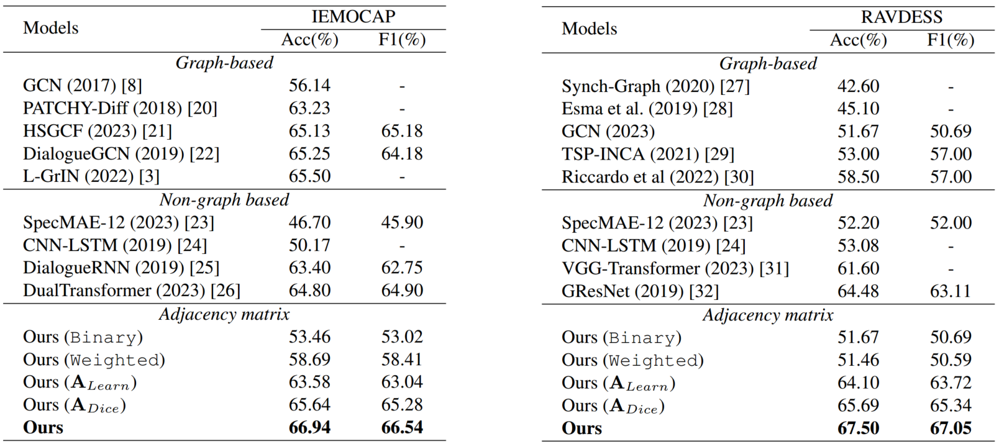 Models IEMOCAP
Acc(%) F1(%)
Graph-based
GCN (2017) [8] 56.14 -
PATCHY-Diff (2018) [20] 63.23 -
HSGCF (2023) [21] 65.13 65.18
DialogueGCN (2019) [22] 65.25 64.18
L-GrIN (2022) [3] 65.50 -
Non-graph based
SpecMAE-12 (2023) [23] 46.70 45.90
CNN-LSTM (2019) [24] 50.17 -
DialogueRNN (2019) [25] 63.40 62.75
DualTransformer (2023) [26] 64.80 64.90
Adjacency matrix
Ours (Binary) 53.46 53.02
Ours (Weighted) 58.69 58.41
Ours (A_Learn) 63.58 63.04
Ours (A_Dice) 65.64 65.28
Ours 66.94 66.54
Models RAVDESS
Acc(%) F1(%)
Graph-based
Synch-Graph (2020) [27] 42.60 -
Esma et al. (2019) [28] 45.10 -
GCN (2023) 51.67 50.69
TSP-INCA (2021) [29] 53.00 57.00
Riccardo et al (2022) [30] 58.50 57.00
Non-graph based
SpecMAE-12 (2023) [23] 52.20 52.00
CNN-LSTM (2019) [24] 53.08 -
VGG-Transformer (2023) [31] 61.60 -
GResNet (2019) [32] 64.48 63.11
Adjacency matrix
Ours (Binary) 51.67 50.69
Ours (Weighted) 51.46 50.59
Ours (A_Learn) 64.10 63.72
Ours (A_Dice) 65.69 65.34
Ours 67.50 67.05